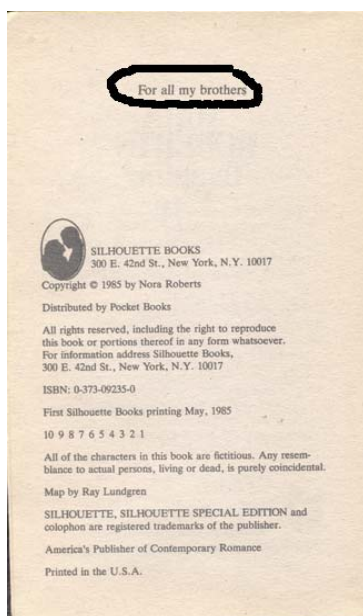 For all my brothers
SILHOUETTE BOOKS
300 E. 42nd St., New York, N.Y. 10017
Copyright © 1985 by Nora Roberts
Distributed by Pocket Books
All rights reserved, including the right to reproduce
this book or portions thereof in any form whatsoever.
For information address Silhouette Books,
300 E. 42nd St., New York, N.Y. 10017
ISBN: 0-373-09235-0
First Silhouette Books printing May, 1985
10 9 8 7 6 5 4 3 2 1
All of the characters in this book are fictitious. Any resem-
blance to actual persons, living or dead, is purely coincidental.
Map by Ray Lundgren
SILHOUETTE, SILHOUETTE SPECIAL EDITION and
colophon are registered trademarks of the publisher.
America's Publisher of Contemporary Romance
Printed in the U.S.A.